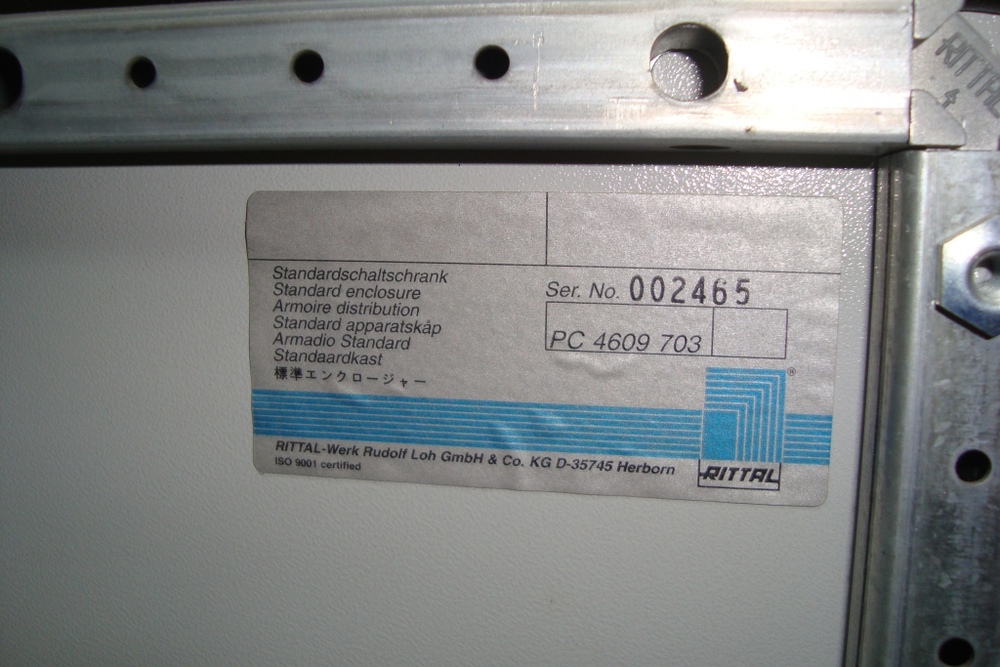 RITTAL
4
Standardschaltschrank
Standard enclosure
Armoire distribution
Standard apparatskåp
Armadio Standard
Standaardkast
標準エンクロージャー
Ser. No. 002465
PC 4609 703
®
RITTAL
RITTAL-Werk Rudolf Loh GmbH & Co. KG D-35745 Herborn
ISO 9001 certified